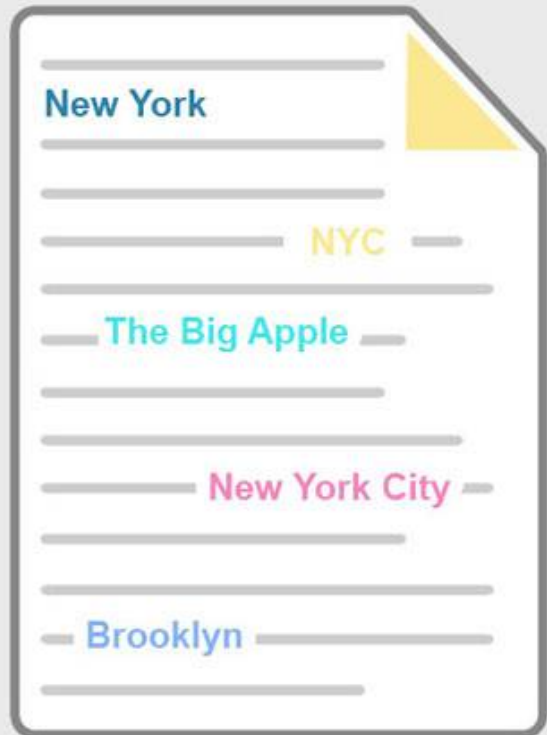 New York
NYC
The Big Apple
New York City
Brooklyn